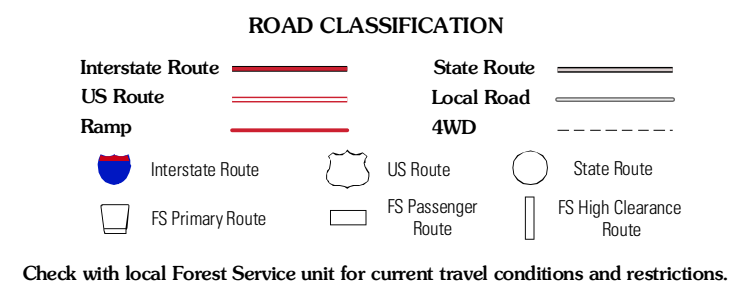 ROAD CLASSIFICATION
Interstate Route State Route
US Route Local Road
Ramp 4WD
Interstate Route US Route State Route
FS Primary Route FS Passenger Route FS High Clearance Route
Check with local Forest Service unit for current travel conditions and restrictions.